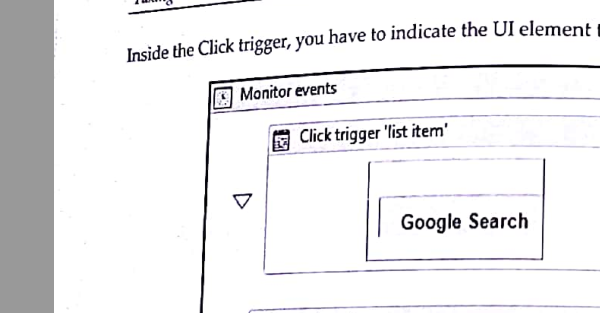 Inside the Click trigger, you have to indicate the UI element
Monitor events
Click trigger 'list item'
Google Search